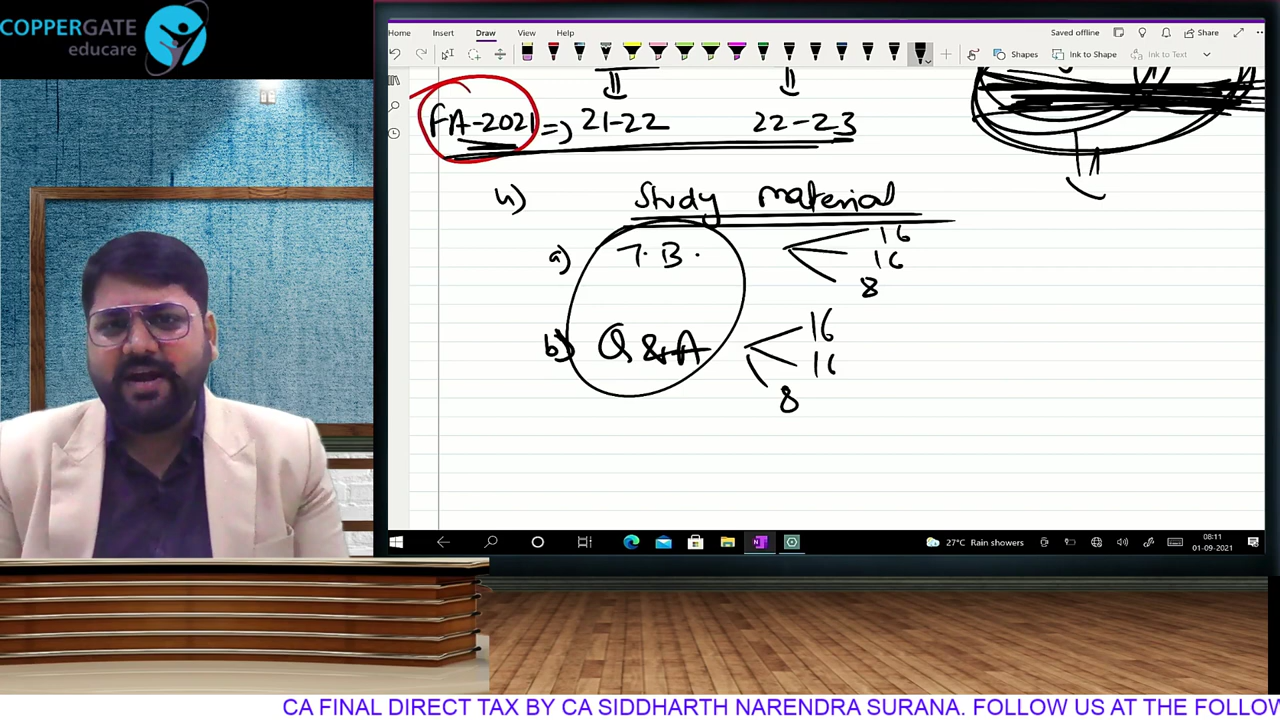 COPPERGATE
educare
Home Insert Draw View Help
Saved offline
Share
Shapes
Ink to Shape
Ink to Text
FA-2021 => 21-22 22-23
4) Study material
a) T.B. 16
16
8
b) Q & A 16
16
8
27°C Rain showers
08:11
01-09-2021
CA FINAL DIRECT TAX BY CA SIDDHARTH NARENDRA SURANA. FOLLOW US AT THE FOLLOW